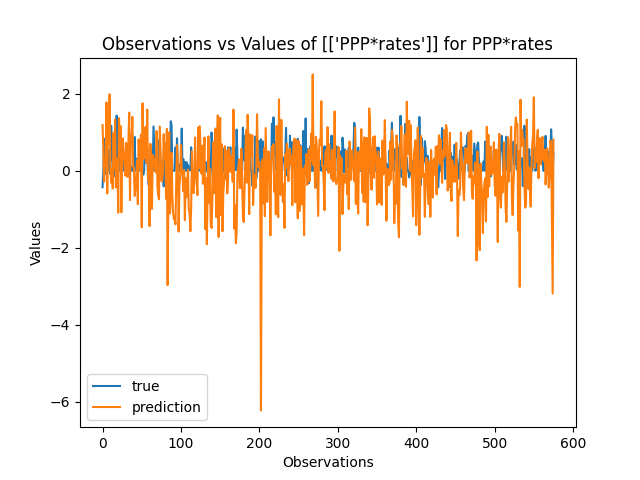 Observations vs Values of [['PPP*rates']] for PPP*rates
Values
2
0
−2
−4
−6
true
prediction
0 100 200 300 400 500 600
Observations